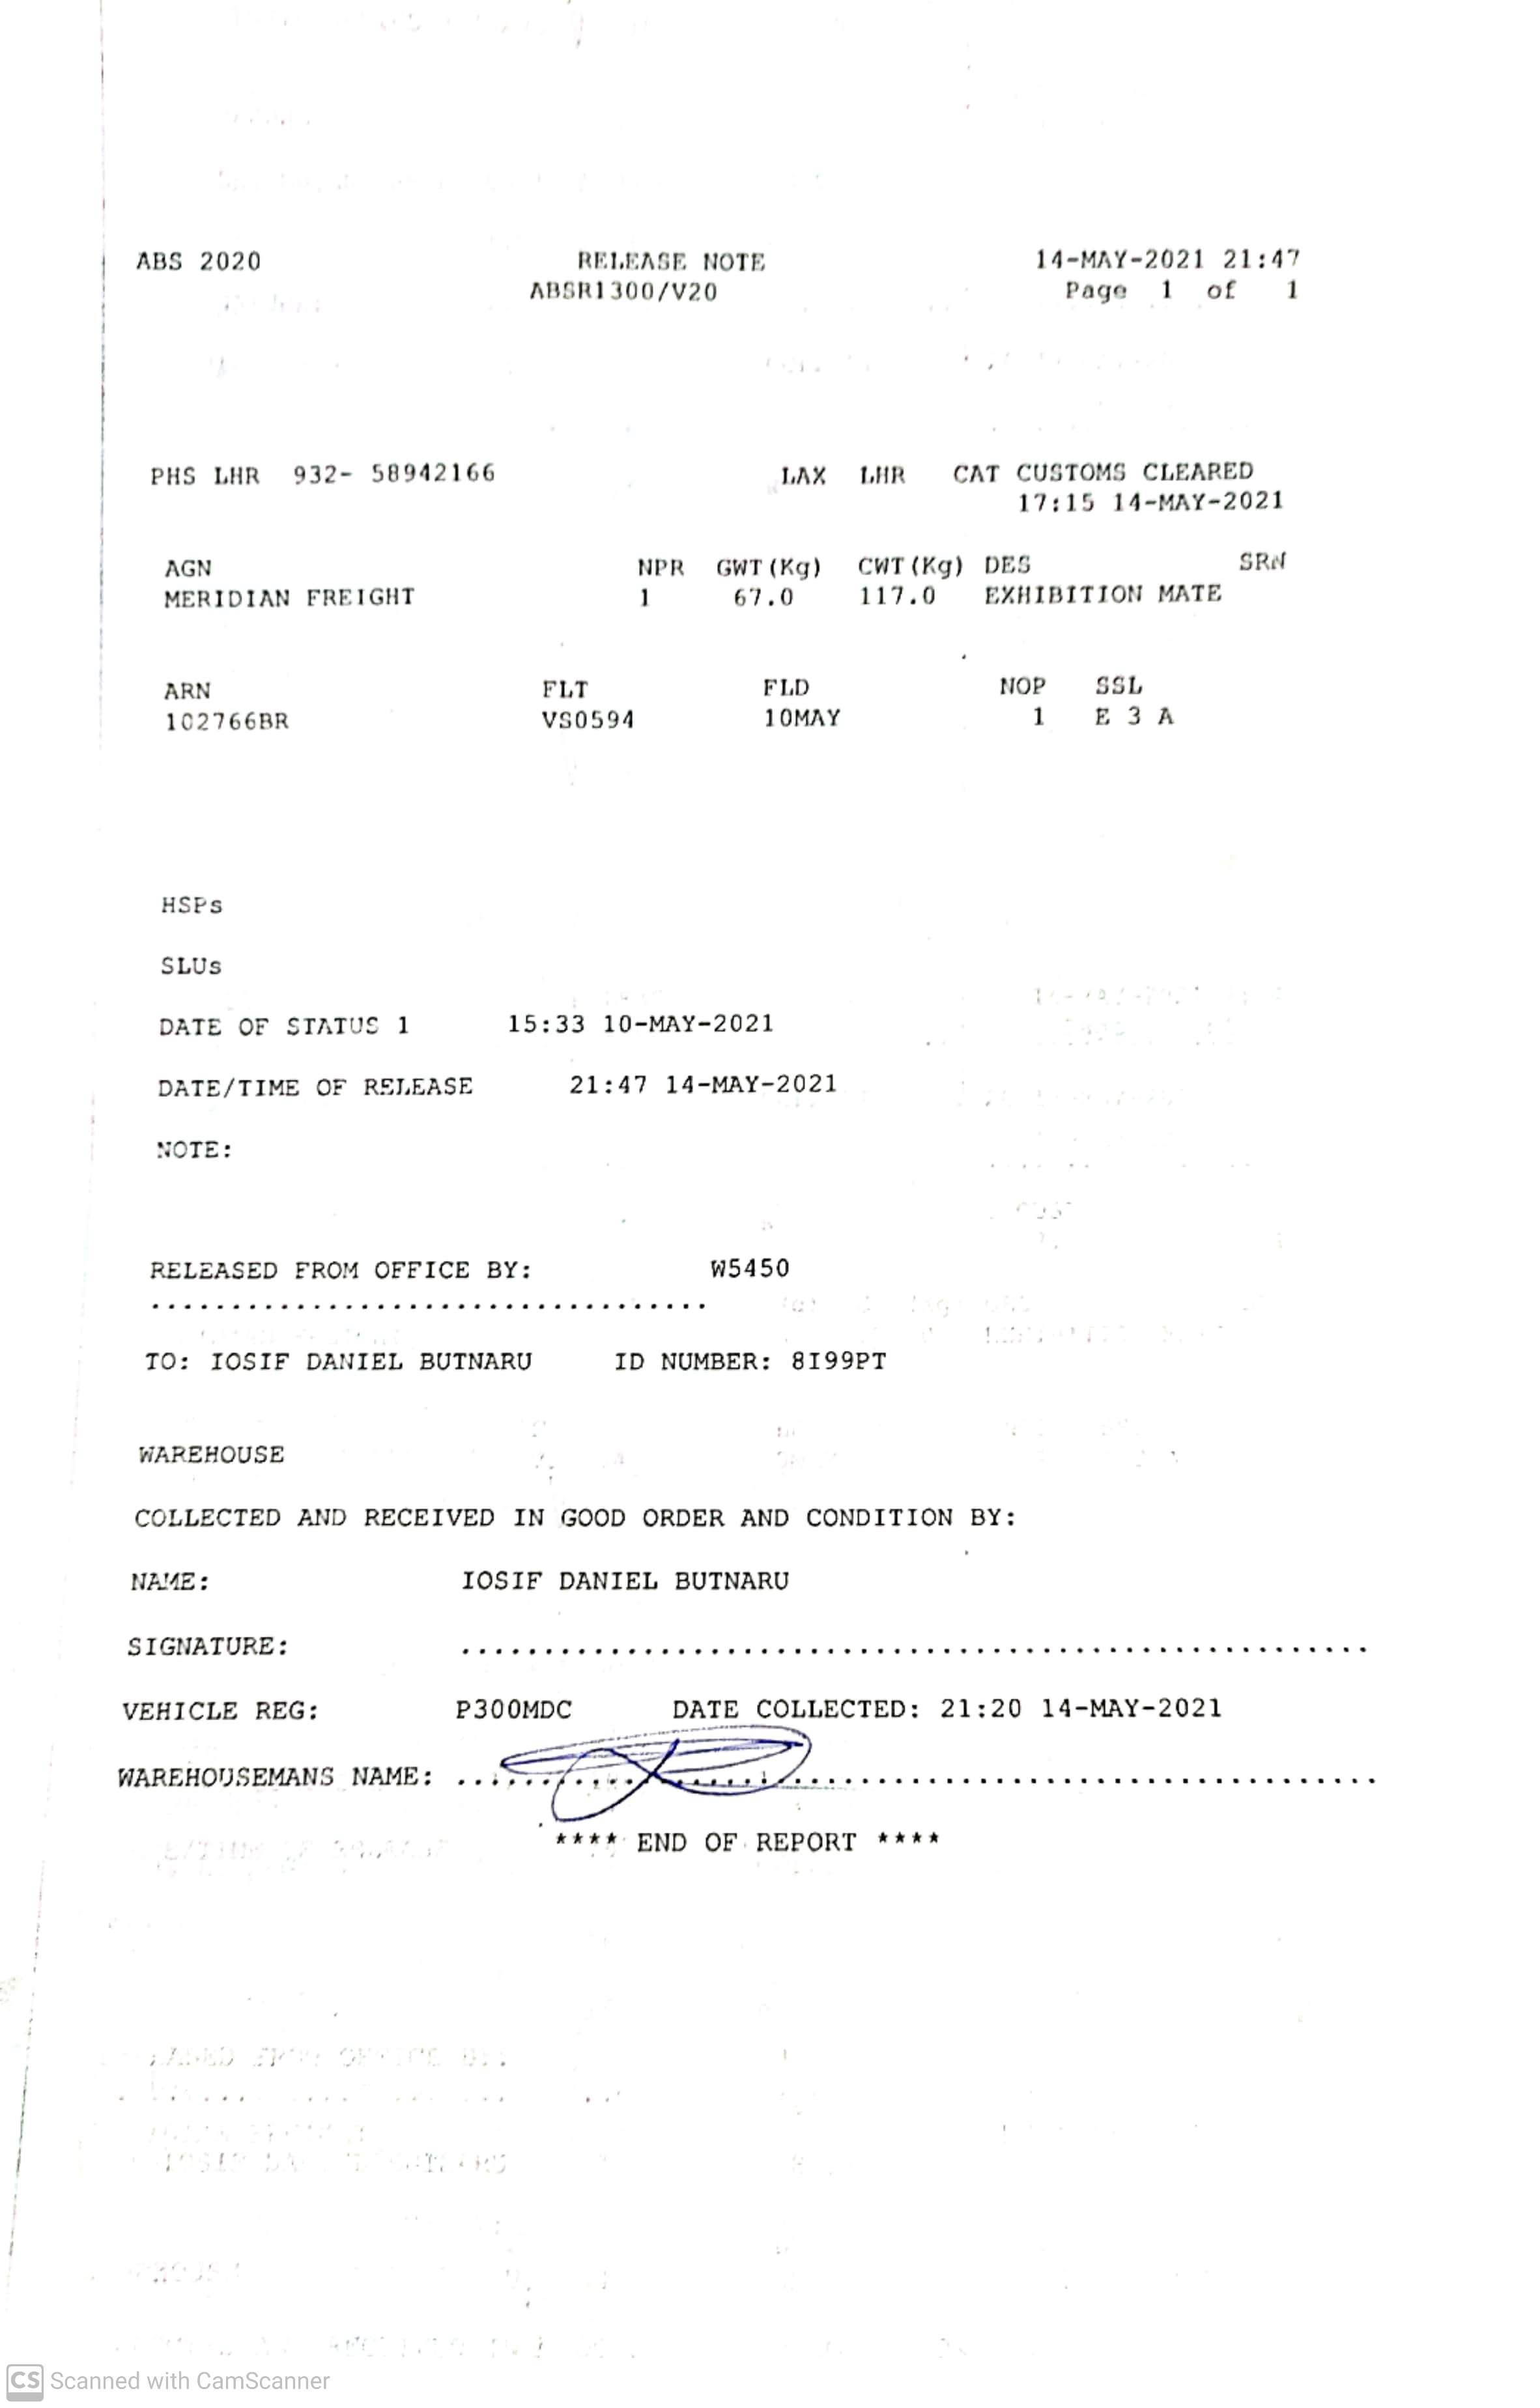 ABS 2020 RELEASE NOTE 14-MAY-2021 21:47
ABSR1300/V20 Page 1 of 1
PHS LHR 932- 58942166 LAX LHR CAT CUSTOMS CLEARED
17:15 14-MAY-2021
AGN NPR GWT(Kg) CWT(Kg) DES SRN
MERIDIAN FREIGHT 1 67.0 117.0 EXHIBITION MATE
ARN FLT FLD NOP SSL
102766BR VS0594 10MAY 1 E 3 A
HSPs
SLUs
DATE OF STATUS 1 15:33 10-MAY-2021
DATE/TIME OF RELEASE 21:47 14-MAY-2021
NOTE:
RELEASED FROM OFFICE BY: W5450
TO: IOSIF DANIEL BUTNARU ID NUMBER: 8I99PT
WAREHOUSE
COLLECTED AND RECEIVED IN GOOD ORDER AND CONDITION BY:
NAME: IOSIF DANIEL BUTNARU
SIGNATURE:
VEHICLE REG: P300MDC DATE COLLECTED: 21:20 14-MAY-2021
WAREHOUSEMANS NAME:
**** END OF REPORT ****
CS Scanned with CamScanner